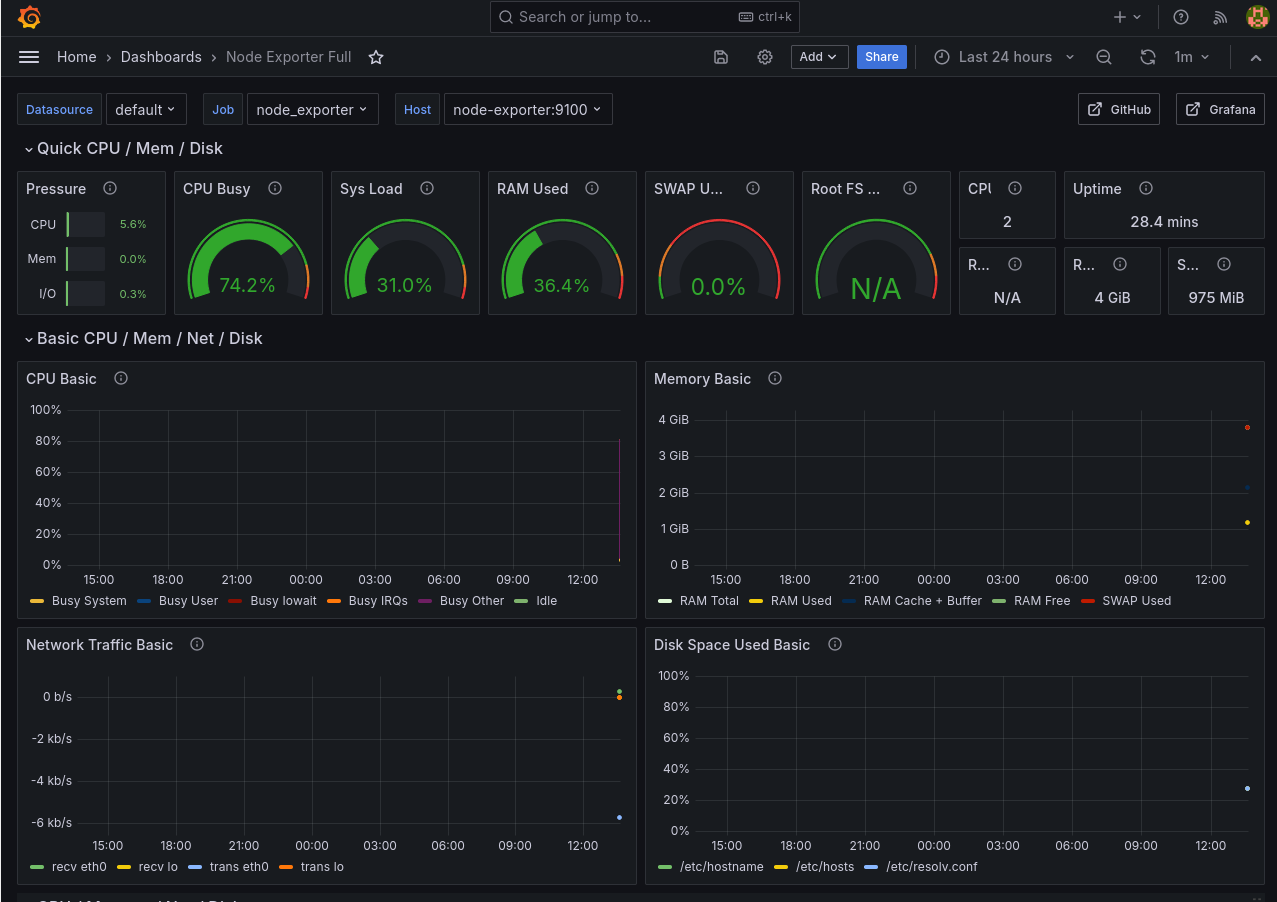 Search or jump to... ctrl+k
Home Dashboards Node Exporter Full Add Share Last 24 hours 1m
Datasource default Job node_exporter Host node-exporter:9100 GitHub Grafana
Quick CPU / Mem / Disk
Pressure
CPU 5.6%
Mem 0.0%
I/O 0.3%
CPU Busy
74.2%
Sys Load
31.0%
RAM Used
36.4%
SWAP U...
0.0%
Root FS ...
N/A
CPU
2
Uptime
28.4 mins
R...
N/A
R...
4 GiB
S...
975 MiB
Basic CPU / Mem / Net / Disk
CPU Basic
100%
80%
60%
40%
20%
0%
15:00 18:00 21:00 00:00 03:00 06:00 09:00 12:00
Busy System Busy User Busy Iowait Busy IRQs Busy Other Idle
Memory Basic
4 GiB
3 GiB
2 GiB
1 GiB
0 B
15:00 18:00 21:00 00:00 03:00 06:00 09:00 12:00
RAM Total RAM Used RAM Cache + Buffer RAM Free SWAP Used
Network Traffic Basic
0 b/s
-2 kb/s
-4 kb/s
-6 kb/s
15:00 18:00 21:00 00:00 03:00 06:00 09:00 12:00
recv eth0 recv lo trans eth0 trans lo
Disk Space Used Basic
100%
80%
60%
40%
20%
0%
15:00 18:00 21:00 00:00 03:00 06:00 09:00 12:00
/etc/hostname /etc/hosts /etc/resolv.conf